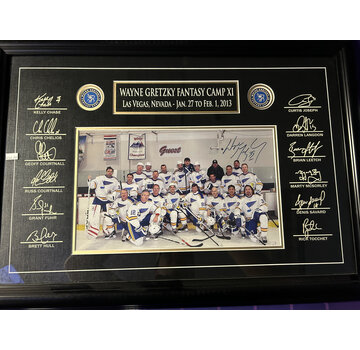 WAYNE GRETZKY FANTASY CAMP XI
LAS VEGAS, NEVADA - JAN. 27 TO FEB. 1, 2013
KELLY CHASE
CHRIS CHELIOS
GEOFF COURTNALL
RUSS COURTNALL
GRANT FUHR
BRETT HULL
CURTIS JOSEPH
DARREN LANGDON
BRIAN LEETCH
MARTY MCSORLEY
DENIS SAVARD
RICK TOCCHET